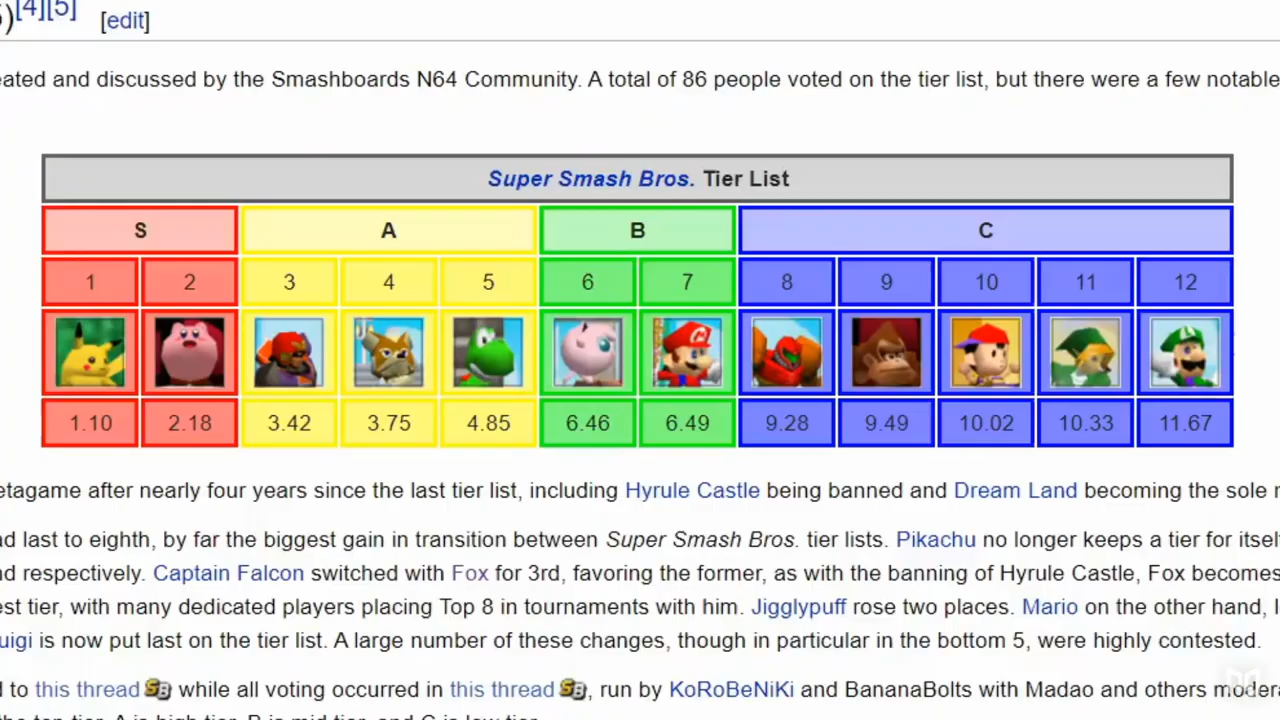 )[4][5] [edit]
eated and discussed by the Smashboards N64 Community. A total of 86 people voted on the tier list, but there were a few notable
Super Smash Bros. Tier List
S A B C
1 2 3 4 5 6 7 8 9 10 11 12
1.10 2.18 3.42 3.75 4.85 6.46 6.49 9.28 9.49 10.02 10.33 11.67
etagame after nearly four years since the last tier list, including Hyrule Castle being banned and Dream Land becoming the sole
ad last to eighth, by far the biggest gain in transition between Super Smash Bros. tier lists. Pikachu no longer keeps a tier for itsel
nd respectively. Captain Falcon switched with Fox for 3rd, favoring the former, as with the banning of Hyrule Castle, Fox becomes
est tier, with many dedicated players placing Top 8 in tournaments with him. Jigglypuff rose two places. Mario on the other hand, l
uigi is now put last on the tier list. A large number of these changes, though in particular in the bottom 5, were highly contested.
d to this thread SB while all voting occurred in this thread SB, run by KoRoBeNiKi and BananaBolts with Madao and others modera